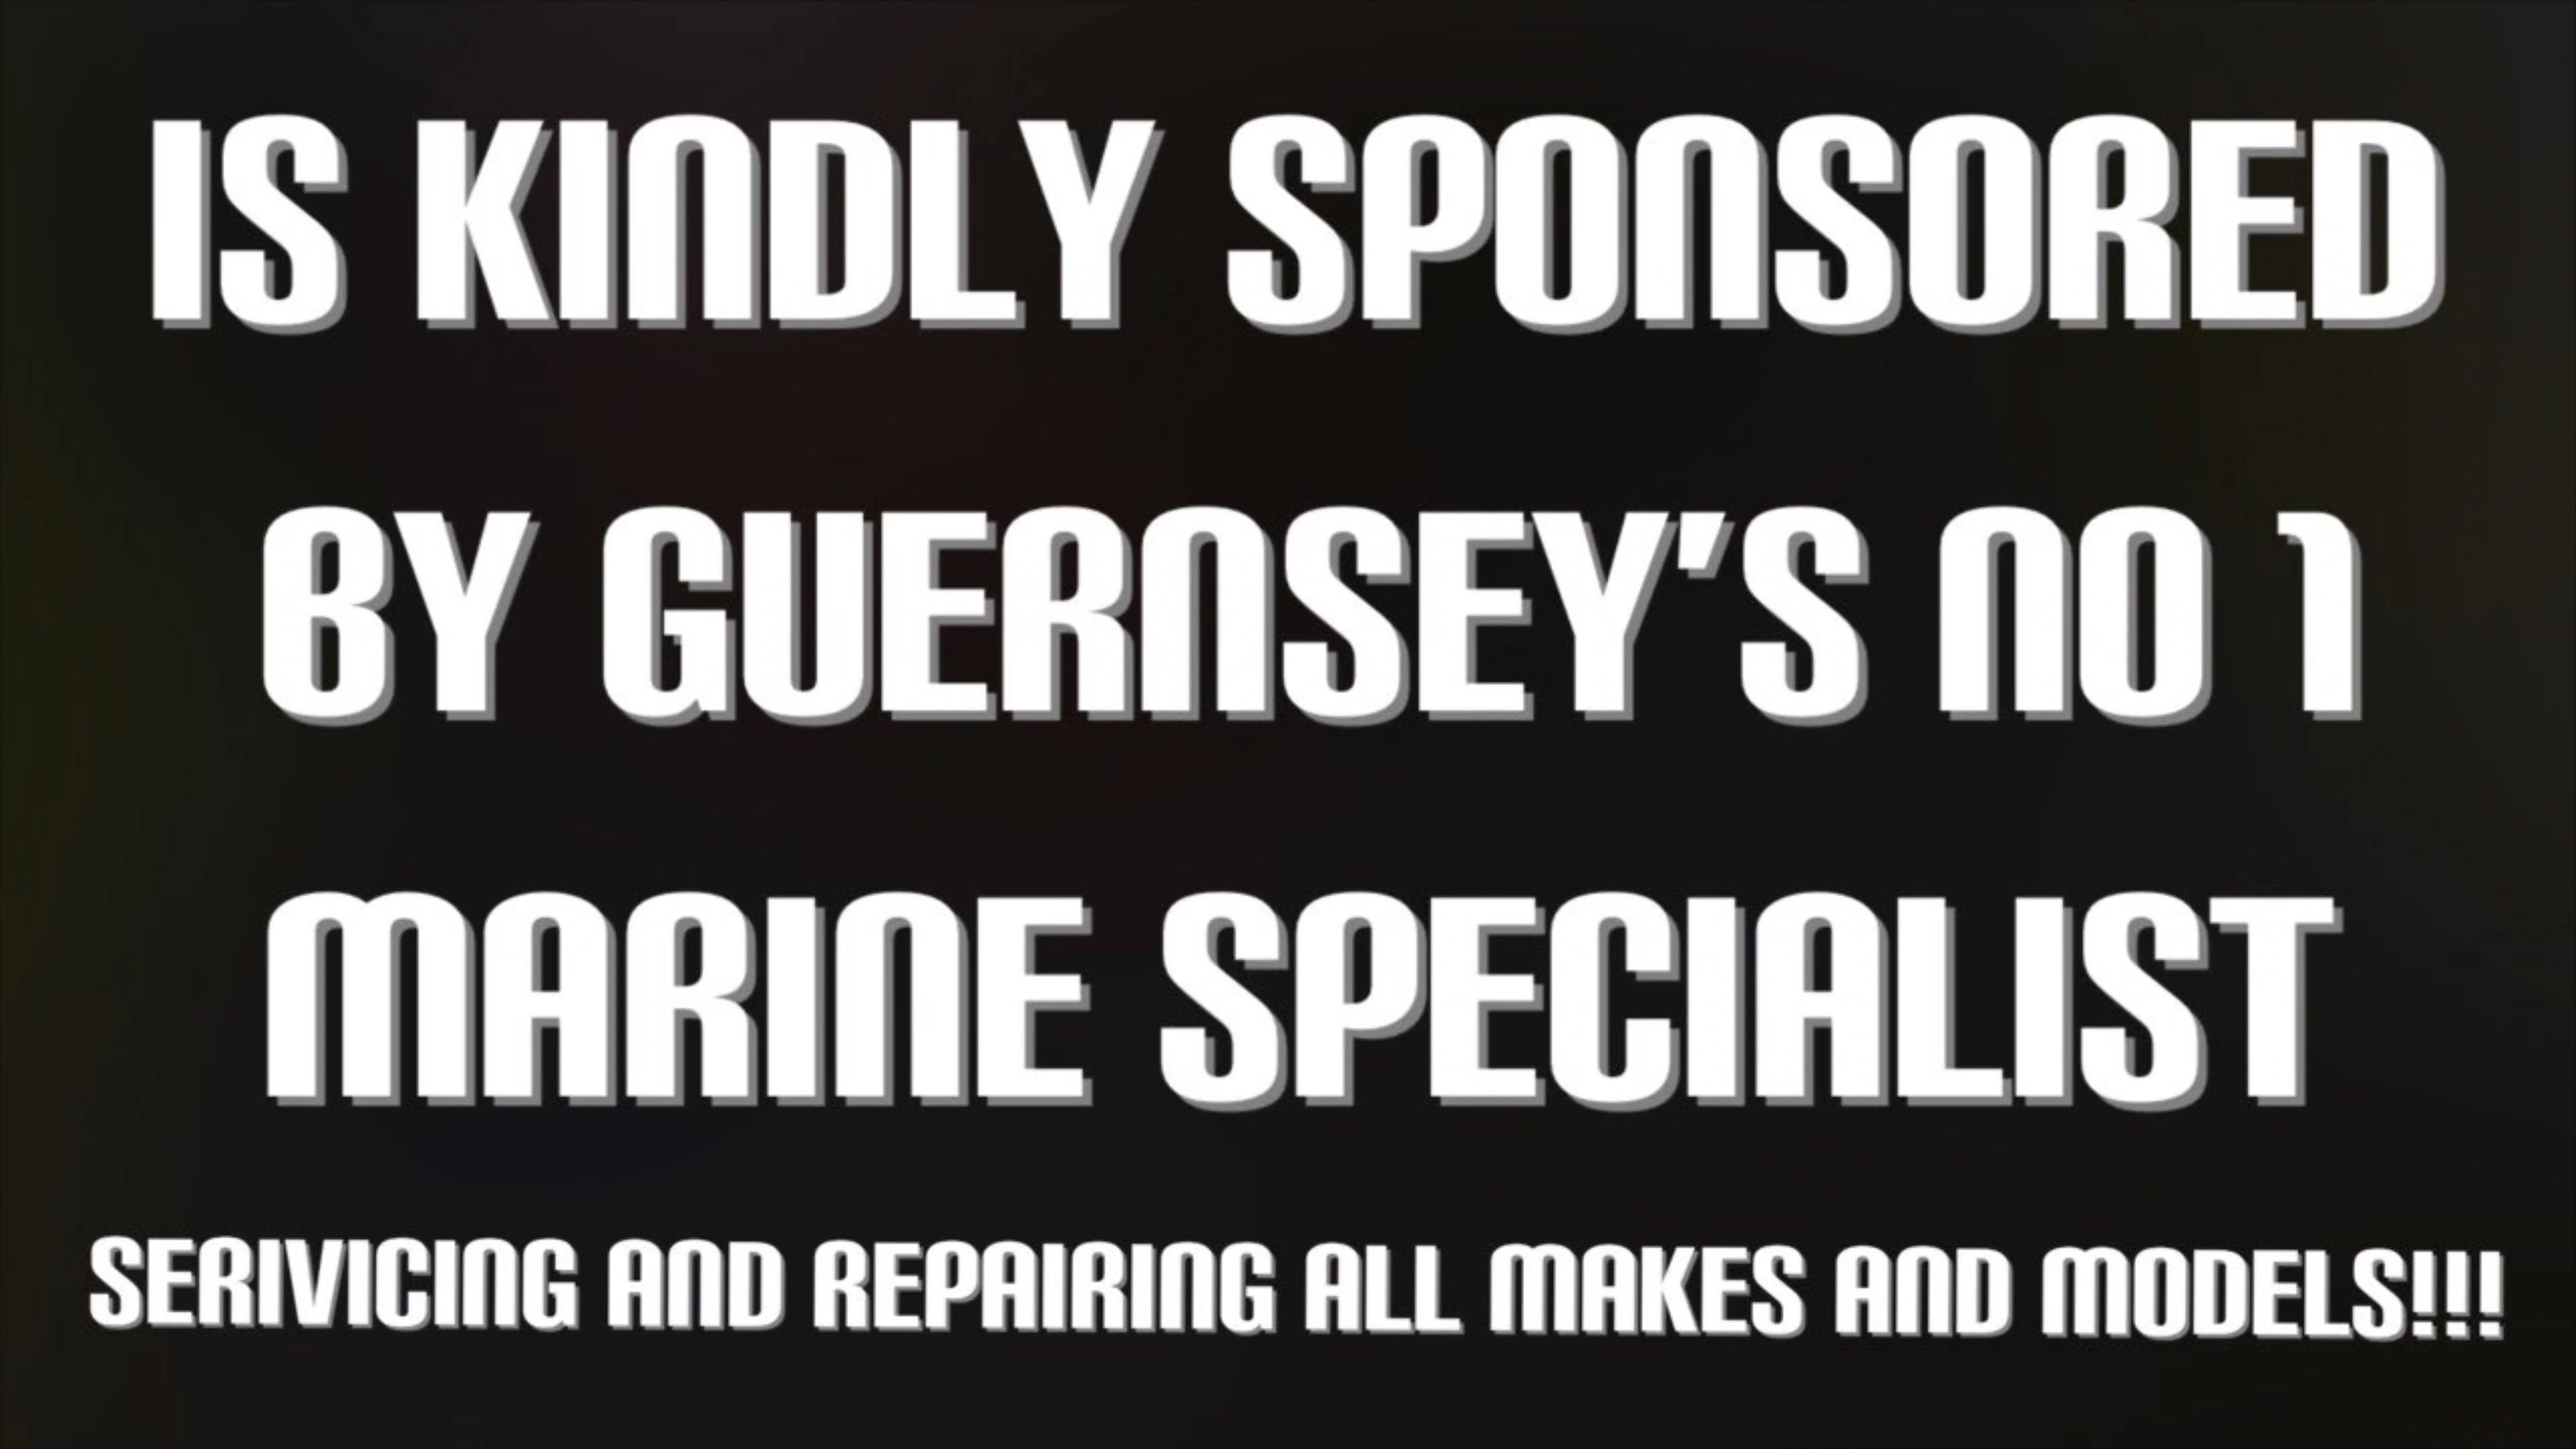 IS KINDLY SPONSORED
BY GUERNSEY'S NO 1
MARINE SPECIALIST
SERIVICING AND REPAIRING ALL MAKES AND MODELS!!!